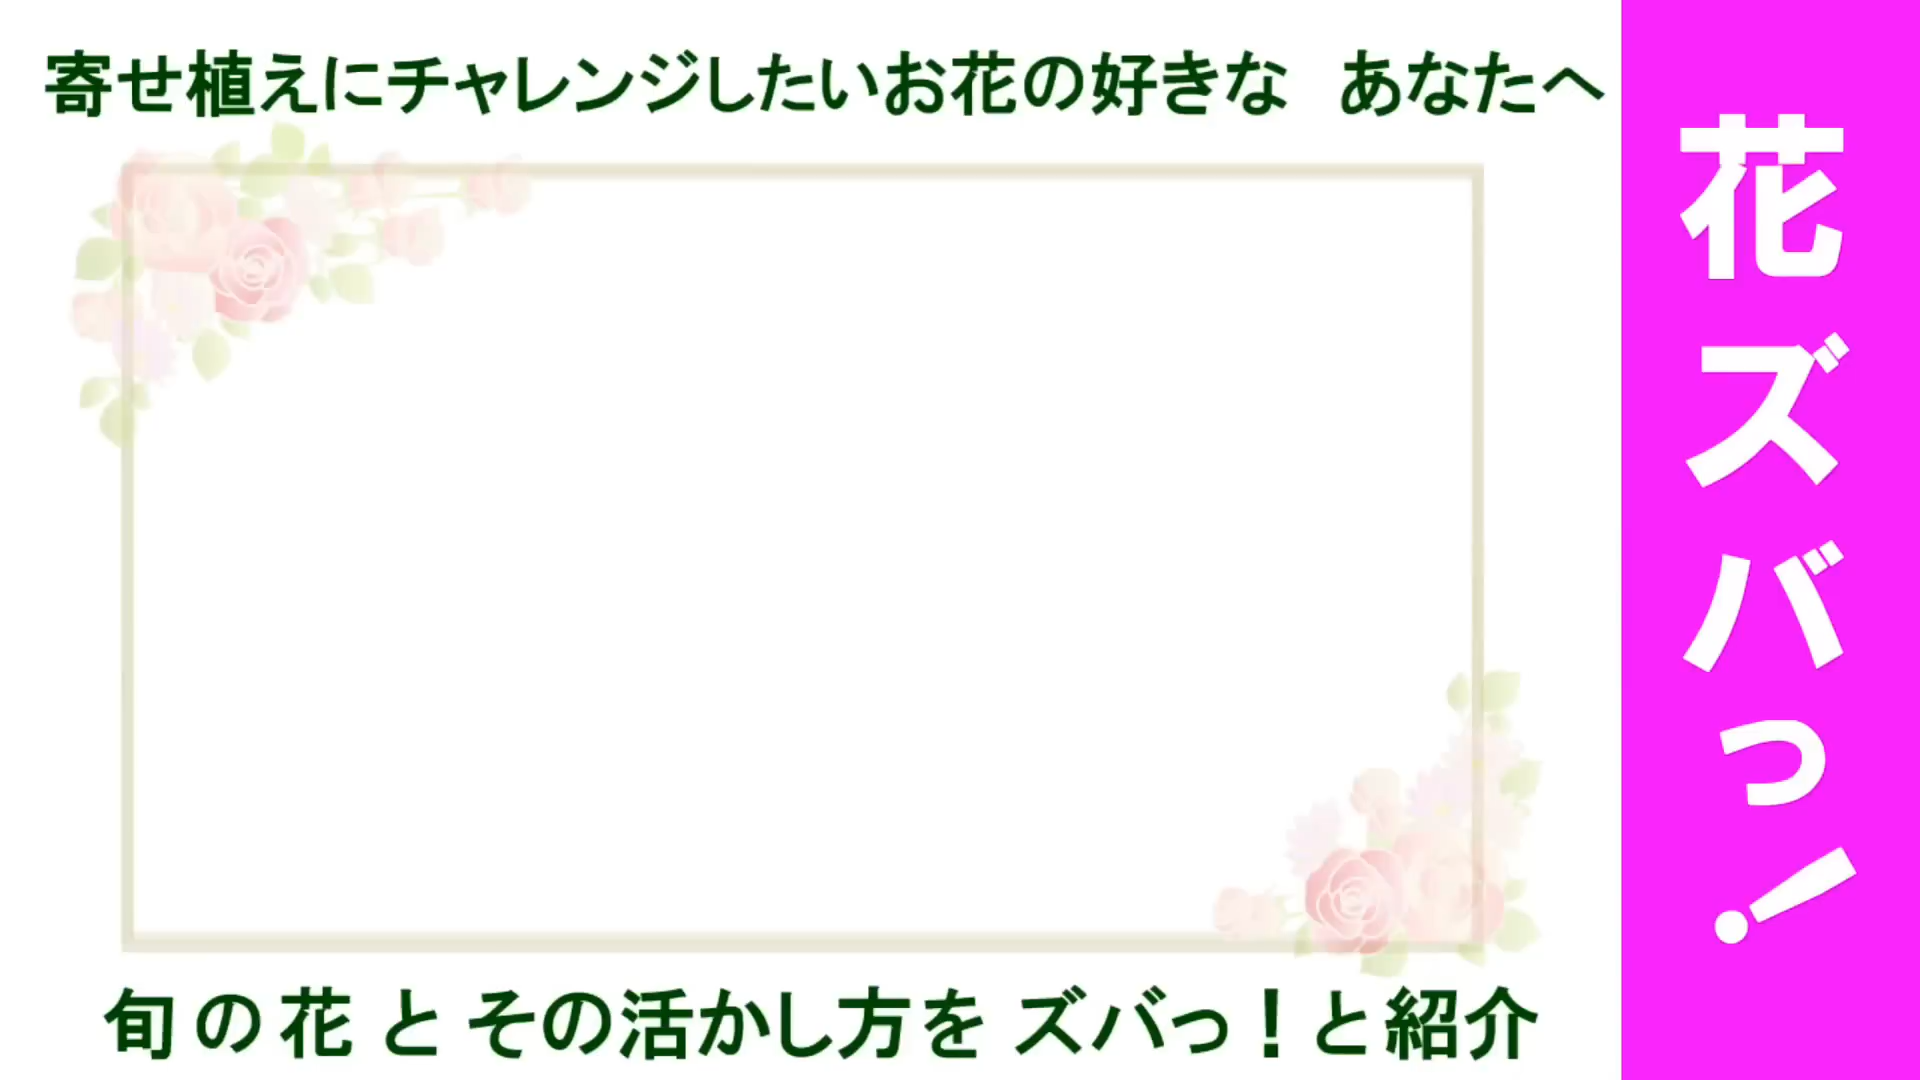 寄せ植えにチャレンジしたいお花の好きな　あなたへ
花ズバっ！
旬の花 と その活かし方を ズバっ！と紹介